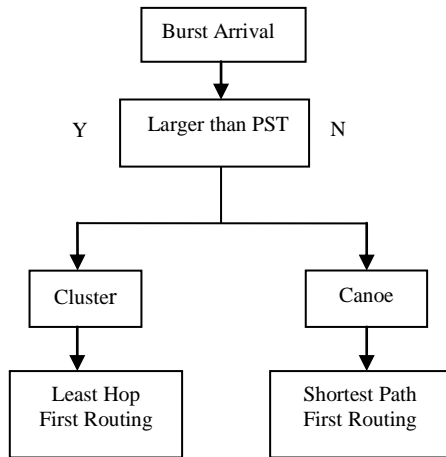 Burst Arrival
Y
Larger than PST
N
Cluster
Canoe
Least Hop
First Routing
Shortest Path
First Routing